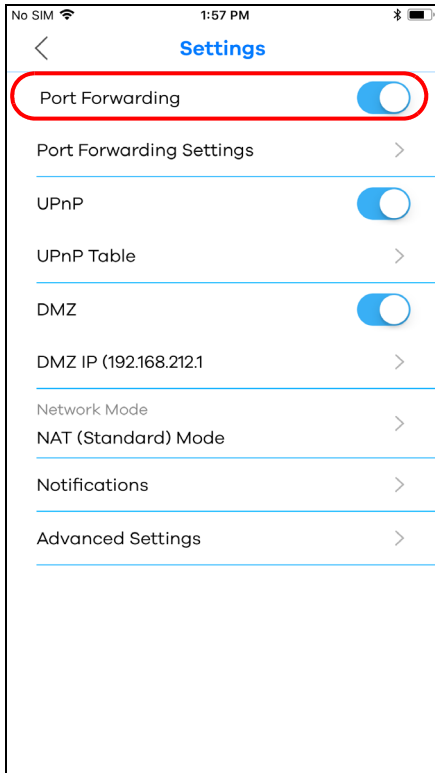 No SIM 1:57 PM
Settings
Port Forwarding
Port Forwarding Settings
UPnP
UPnP Table
DMZ
DMZ IP (192.168.212.1
Network Mode
NAT (Standard) Mode
Notifications
Advanced Settings